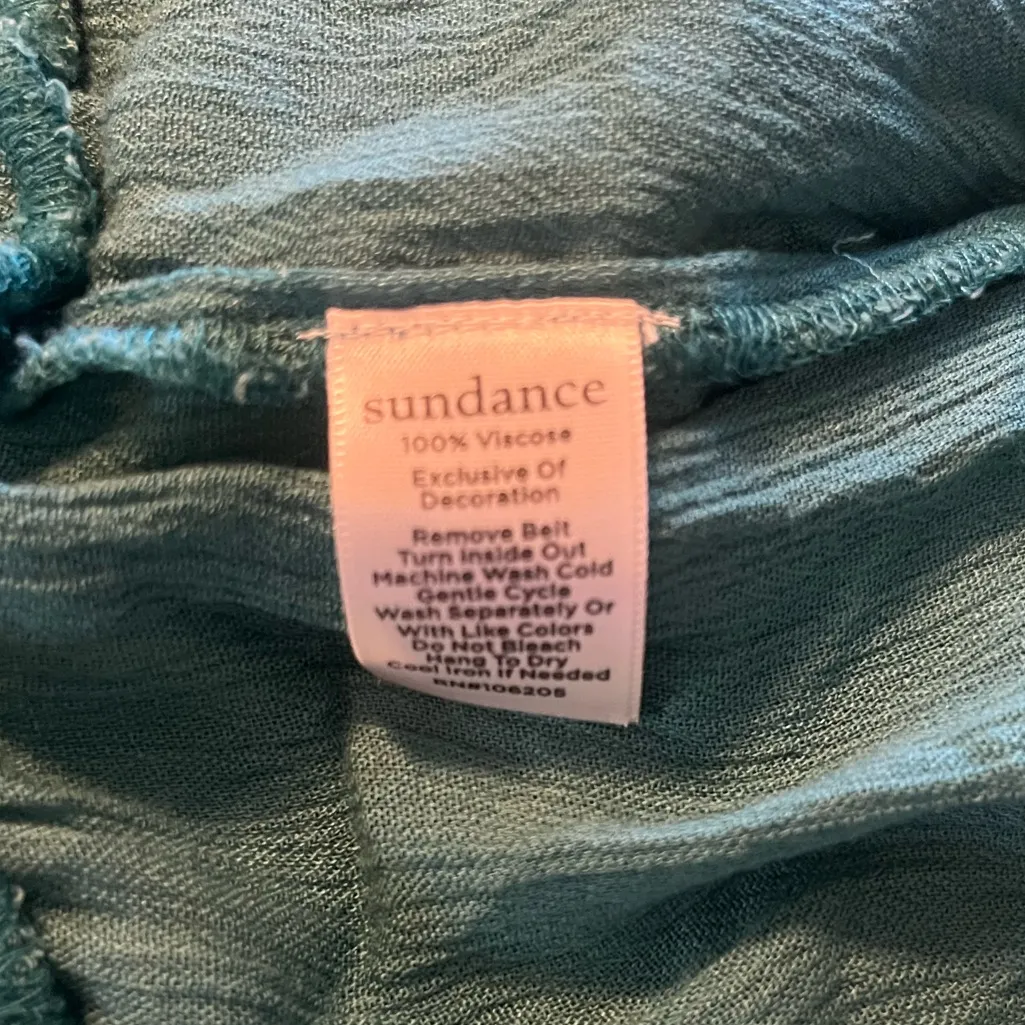 sundance
100% Viscose
Exclusive Of
Decoration
Remove Belt
Turn Inside Out
Machine Wash Cold
Gentle Cycle
Wash Separately Or
With Like Colors
Do Not Bleach
Hang To Dry
Cool Iron If Needed
RN#106205